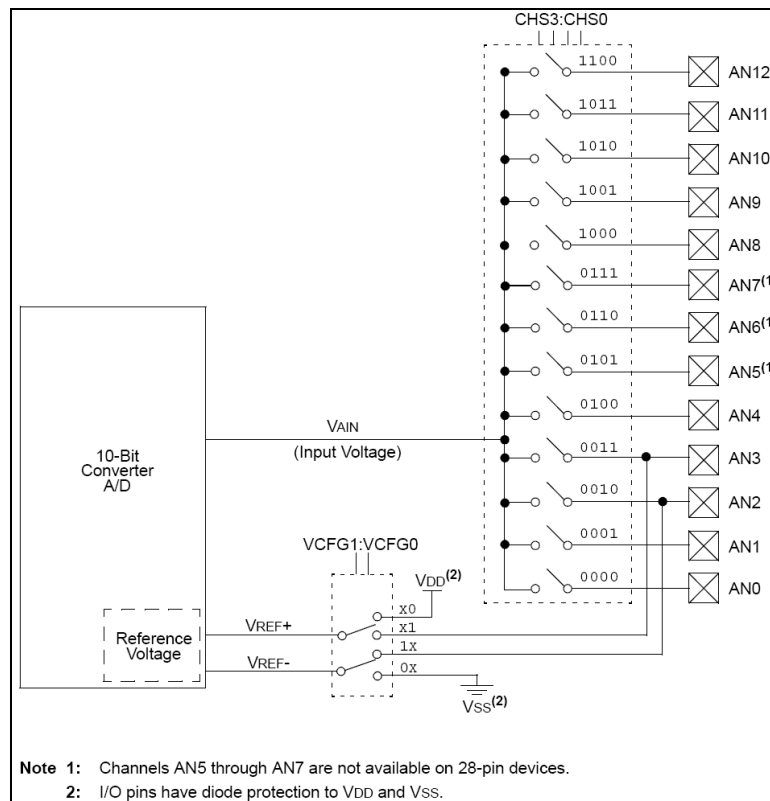 CHS3:CHS0
1100 AN12
1011 AN11
1010 AN10
1001 AN9
1000 AN8
0111 AN7(1
0110 AN6(1
0101 AN5(1
0100 AN4
VAIN
(Input Voltage)
10-Bit
Converter
A/D
0011 AN3
0010 AN2
VCFG1:VCFG0
0001 AN1
VDD(2)
0000 AN0
X0
Reference
Voltage
VREF+
X1
1X
VREF-
0X
VSS(2)
Note 1: Channels AN5 through AN7 are not available on 28-pin devices.
2: I/O pins have diode protection to VDD and VSS.